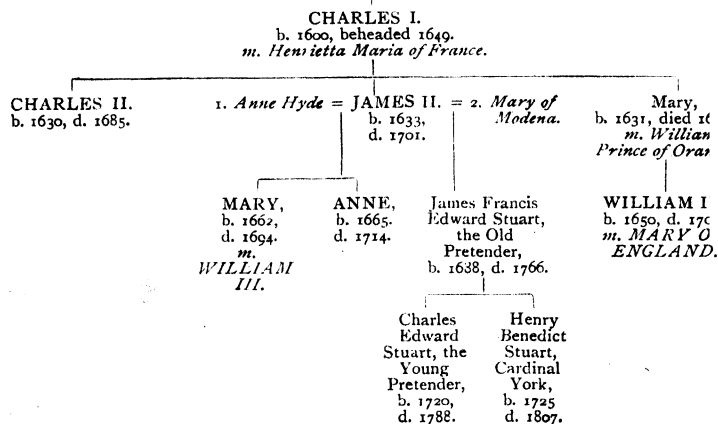 CHARLES I.
b. 1600, beheaded 1649.
m. Henrietta Maria of France.
CHARLES II.
b. 1630, d. 1685.
1. Anne Hyde = JAMES II. = 2. Mary of
Modena.
b. 1633,
d. 1701.
Mary,
b. 1631, died 16
m. William
Prince of Oran
MARY,
b. 1662,
d. 1694.
m.
WILLIAM
III.
ANNE,
b. 1665.
d. 1714.
James Francis
Edward Stuart,
the Old
Pretender,
b. 1688, d. 1766.
WILLIAM I
b. 1650, d. 170
m. MARY O
ENGLAND.
Charles
Edward
Stuart, the
Young
Pretender,
b. 1720,
d. 1788.
Henry
Benedict
Stuart,
Cardinal
York,
b. 1725
d. 1807.